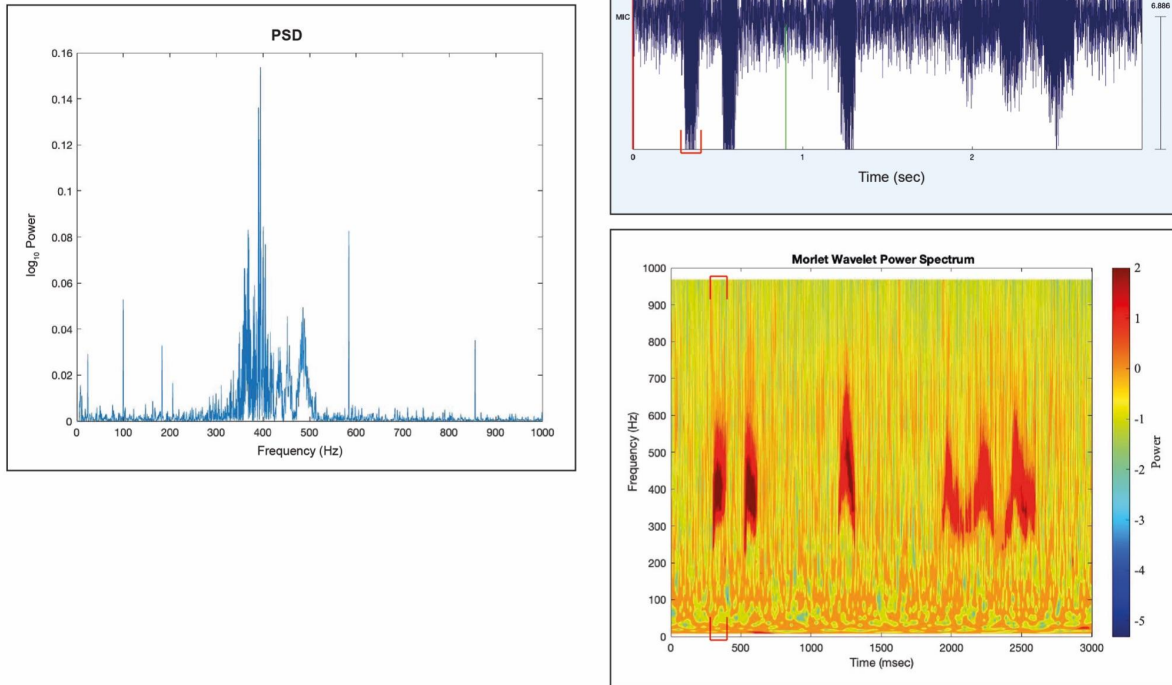 PSD
0.16
0.14
0.12
0.1
0.08
0.06
0.04
0.02
0
log10 Power
0 100 200 300 400 500 600 700 800 900 1000
Frequency (Hz)
MIC
6.886
0 1 2
Time (sec)
Morlet Wavelet Power Spectrum
1000
900
800
700
600
500
400
300
200
100
0
Frequency (Hz)
0 500 1000 1500 2000 2500 3000
Time (msec)
2
1
0
-1
-2
-3
-4
-5
Power